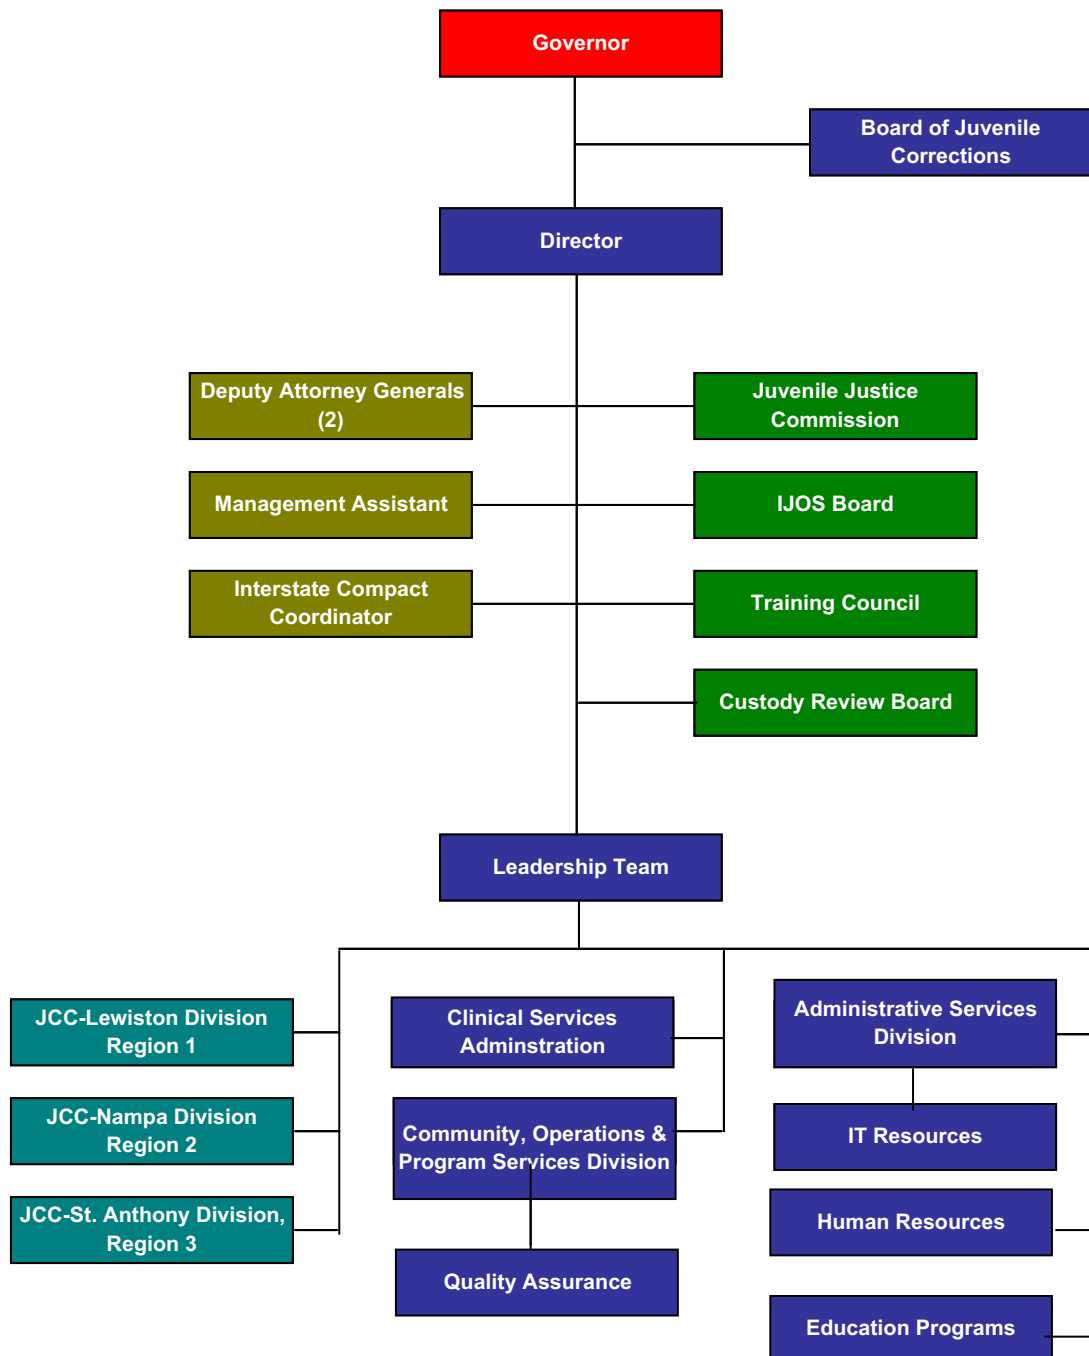 Governor
Board of Juvenile
Corrections
Director
Deputy Attorney Generals
(2)
Juvenile Justice
Commission
Management Assistant
IJOS Board
Interstate Compact
Coordinator
Training Council
Custody Review Board
Leadership Team
JCC-Lewiston Division
Region 1
JCC-Nampa Division
Region 2
JCC-St. Anthony Division,
Region 3
Clinical Services
Adminstration
Community, Operations &
Program Services Division
Quality Assurance
Administrative Services
Division
IT Resources
Human Resources
Education Programs